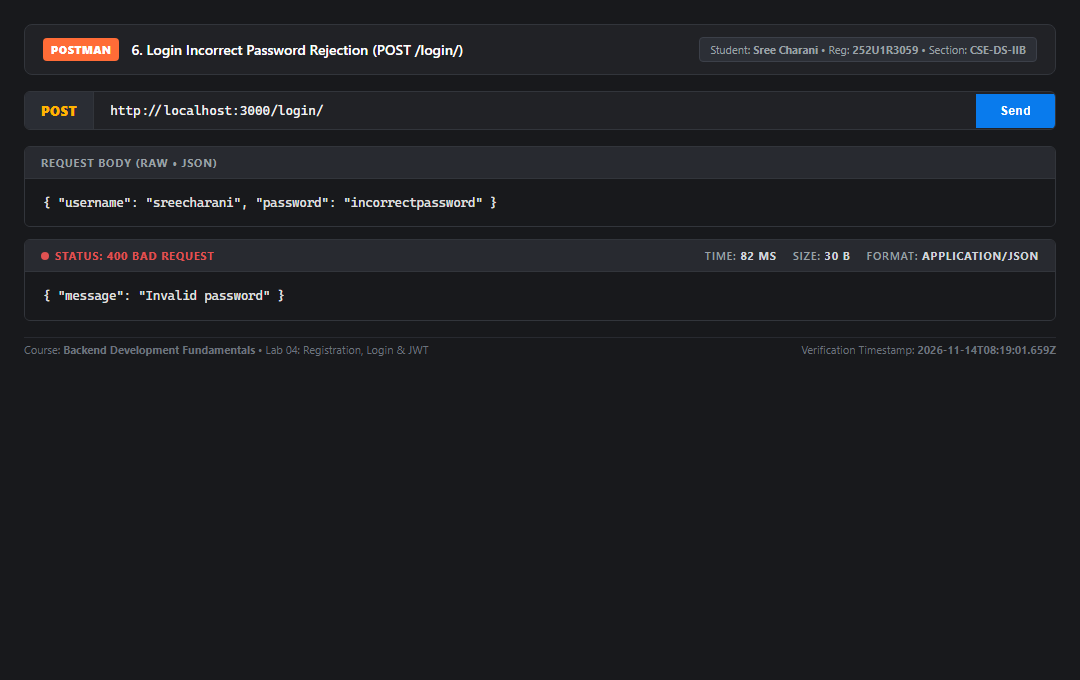 POSTMAN 6. Login Incorrect Password Rejection (POST /login/) Student: Sree Charani • Reg: 252U1R3059 • Section: CSE-DS-IIB
POST http://localhost:3000/login/ Send
REQUEST BODY (RAW • JSON)
{ "username": "sreecharani", "password": "incorrectpassword" }
STATUS: 400 BAD REQUEST TIME: 82 MS SIZE: 30 B FORMAT: APPLICATION/JSON
{ "message": "Invalid password" }
Course: Backend Development Fundamentals • Lab 04: Registration, Login & JWT Verification Timestamp: 2026-11-14T08:19:01.659Z